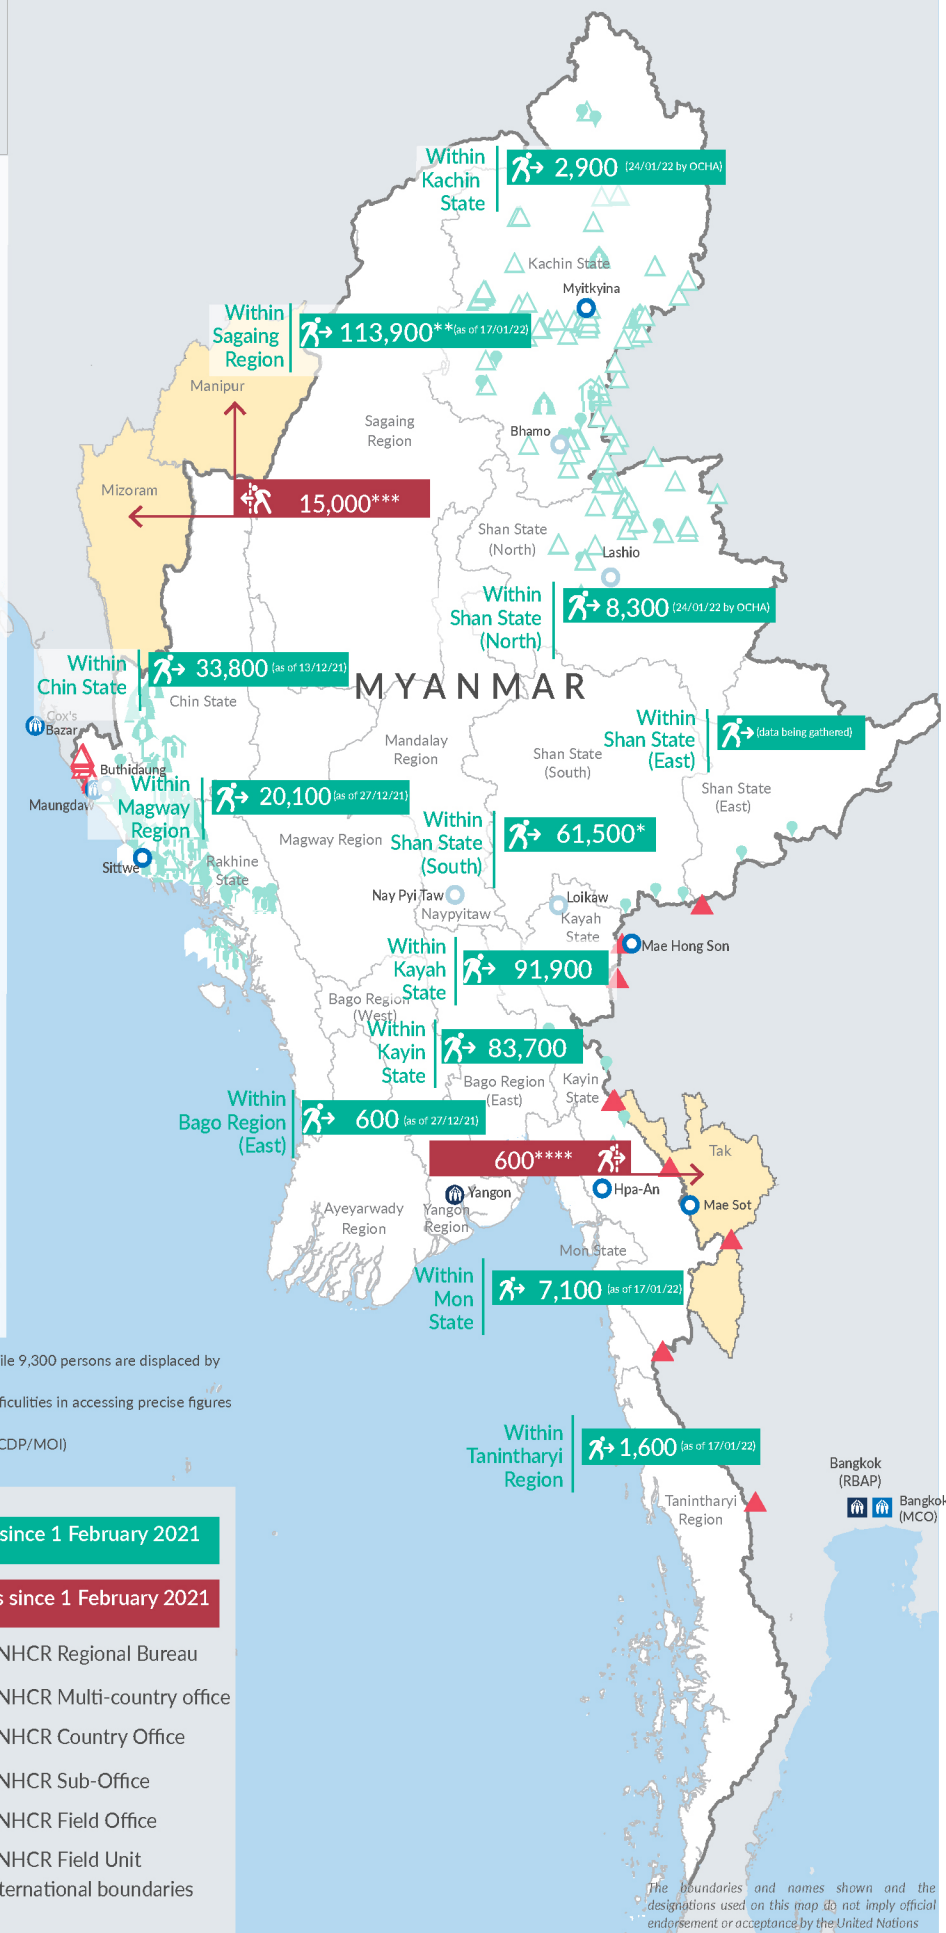 Within
Kachin
State
2,900 (24/01/22 by OCHA)
Kachin State
Myitkyina
Within
Sagaing
Region
113,900** (as of 17/01/22)
Manipur
Sagaing
Region
Bhamo
Mizoram
15,000***
Shan State
(North)
Lashio
Within
Shan State
(North)
8,300 (24/01/22 by OCHA)
Within
Chin State
33,800 (as of 13/12/21)
Chin State
MYANMAR
Cox's
Bazar
Within
Shan State
(East)
(data being gathered)
Mandalay
Region
Shan State
(South)
Shan State
(East)
Buthidaung
Maungdaw
Within
Magway
Region
20,100 (as of 27/12/21)
Magway Region
Within
Shan State
(South)
61,500*
Sittwe
Rakhine
State
Nay Pyi Taw
Naypyitaw
Loikaw
Kayah
State
Mae Hong Son
Within
Kayah
State
91,900
Bago Region
(West)
Within
Kayin
State
83,700
Bago Region
(East)
Kayin
State
Within
Bago Region
(East)
600 (as of 27/12/21)
600****
Tak
Hpa-An
Mae Sot
Yangon
Yangon
Region
Ayeyarwady
Region
Mon State
Within
Mon
State
7,100 (as of 17/01/22)
ile 9,300 persons are displaced by
ficulities in accessing precise figures
CDP/MOI)
Within
Tanintharyi
Region
1,600 (as of 17/01/22)
Tanintharyi
Region
Bangkok
(RBAP)
Bangkok
(MCO)
since 1 February 2021
s since 1 February 2021
NHCR Regional Bureau
NHCR Multi-country office
NHCR Country Office
NHCR Sub-Office
NHCR Field Office
NHCR Field Unit
ternational boundaries
The boundaries and names shown and the
designations used on this map do not imply official
endorsement or acceptance by the United Nations